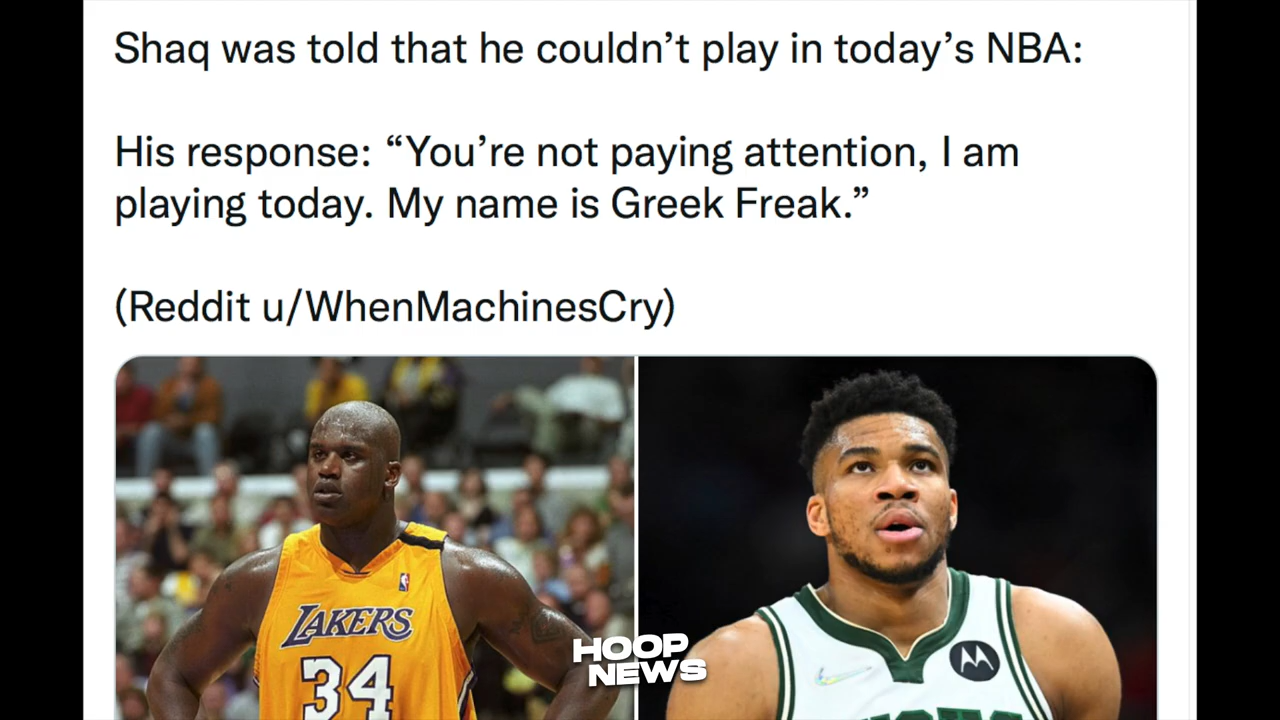 Shaq was told that he couldn’t play in today’s NBA:
His response: “You’re not paying attention, I am
playing today. My name is Greek Freak.”
(Reddit u/WhenMachinesCry)
LAKERS
34
HOOP
NEWS